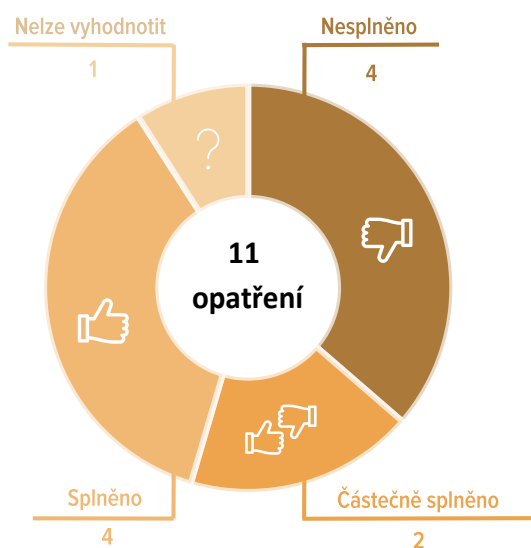 Nelze vyhodnotit
1
Nesplněno
4
?
11
opatření
Splněno
4
Částečně splněno
2